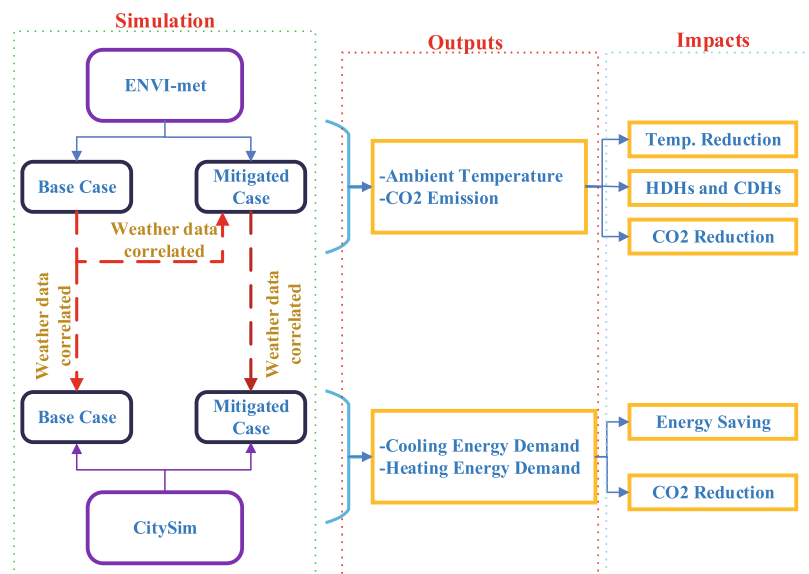 Simulation
Outputs
Impacts
ENVI-met
Base Case
Mitigated
Case
Weather data
correlated
Weather data
correlated
Weather data
correlated
-Ambient Temperature
-CO2 Emission
Temp. Reduction
HDHs and CDHs
CO2 Reduction
Base Case
Mitigated
Case
CitySim
-Cooling Energy Demand
-Heating Energy Demand
Energy Saving
CO2 Reduction